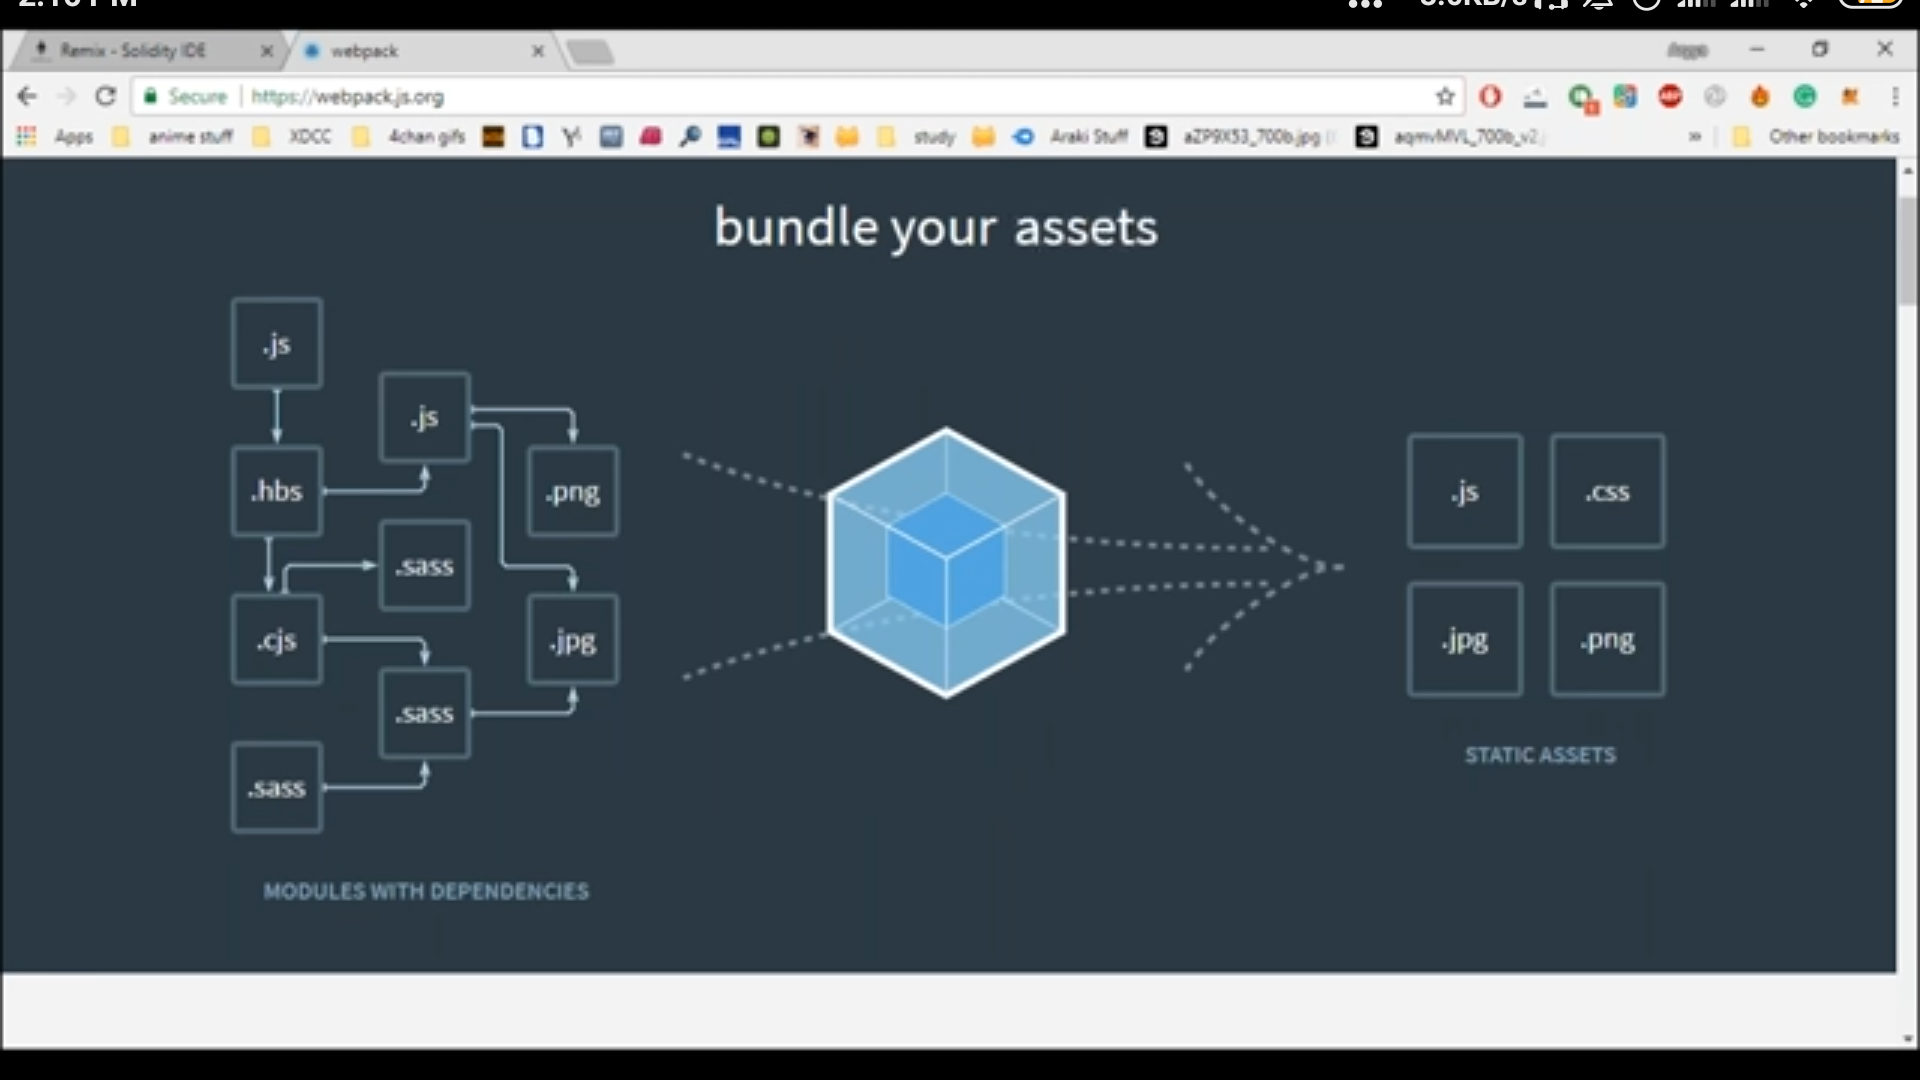 Remix - Solidity IDE
webpack
Secure
https://webpack.js.org
Apps
anime stuff
XDCC
4chan gifs
study
Araki Stuff
aZP9X53_700b.jpg
aqmvMVL_700b_v2.
Other bookmarks
bundle your assets
.js
.js
.hbs
.png
.sass
.cjs
.jpg
.sass
.sass
MODULES WITH DEPENDENCIES
.js
.css
.jpg
.png
STATIC ASSETS